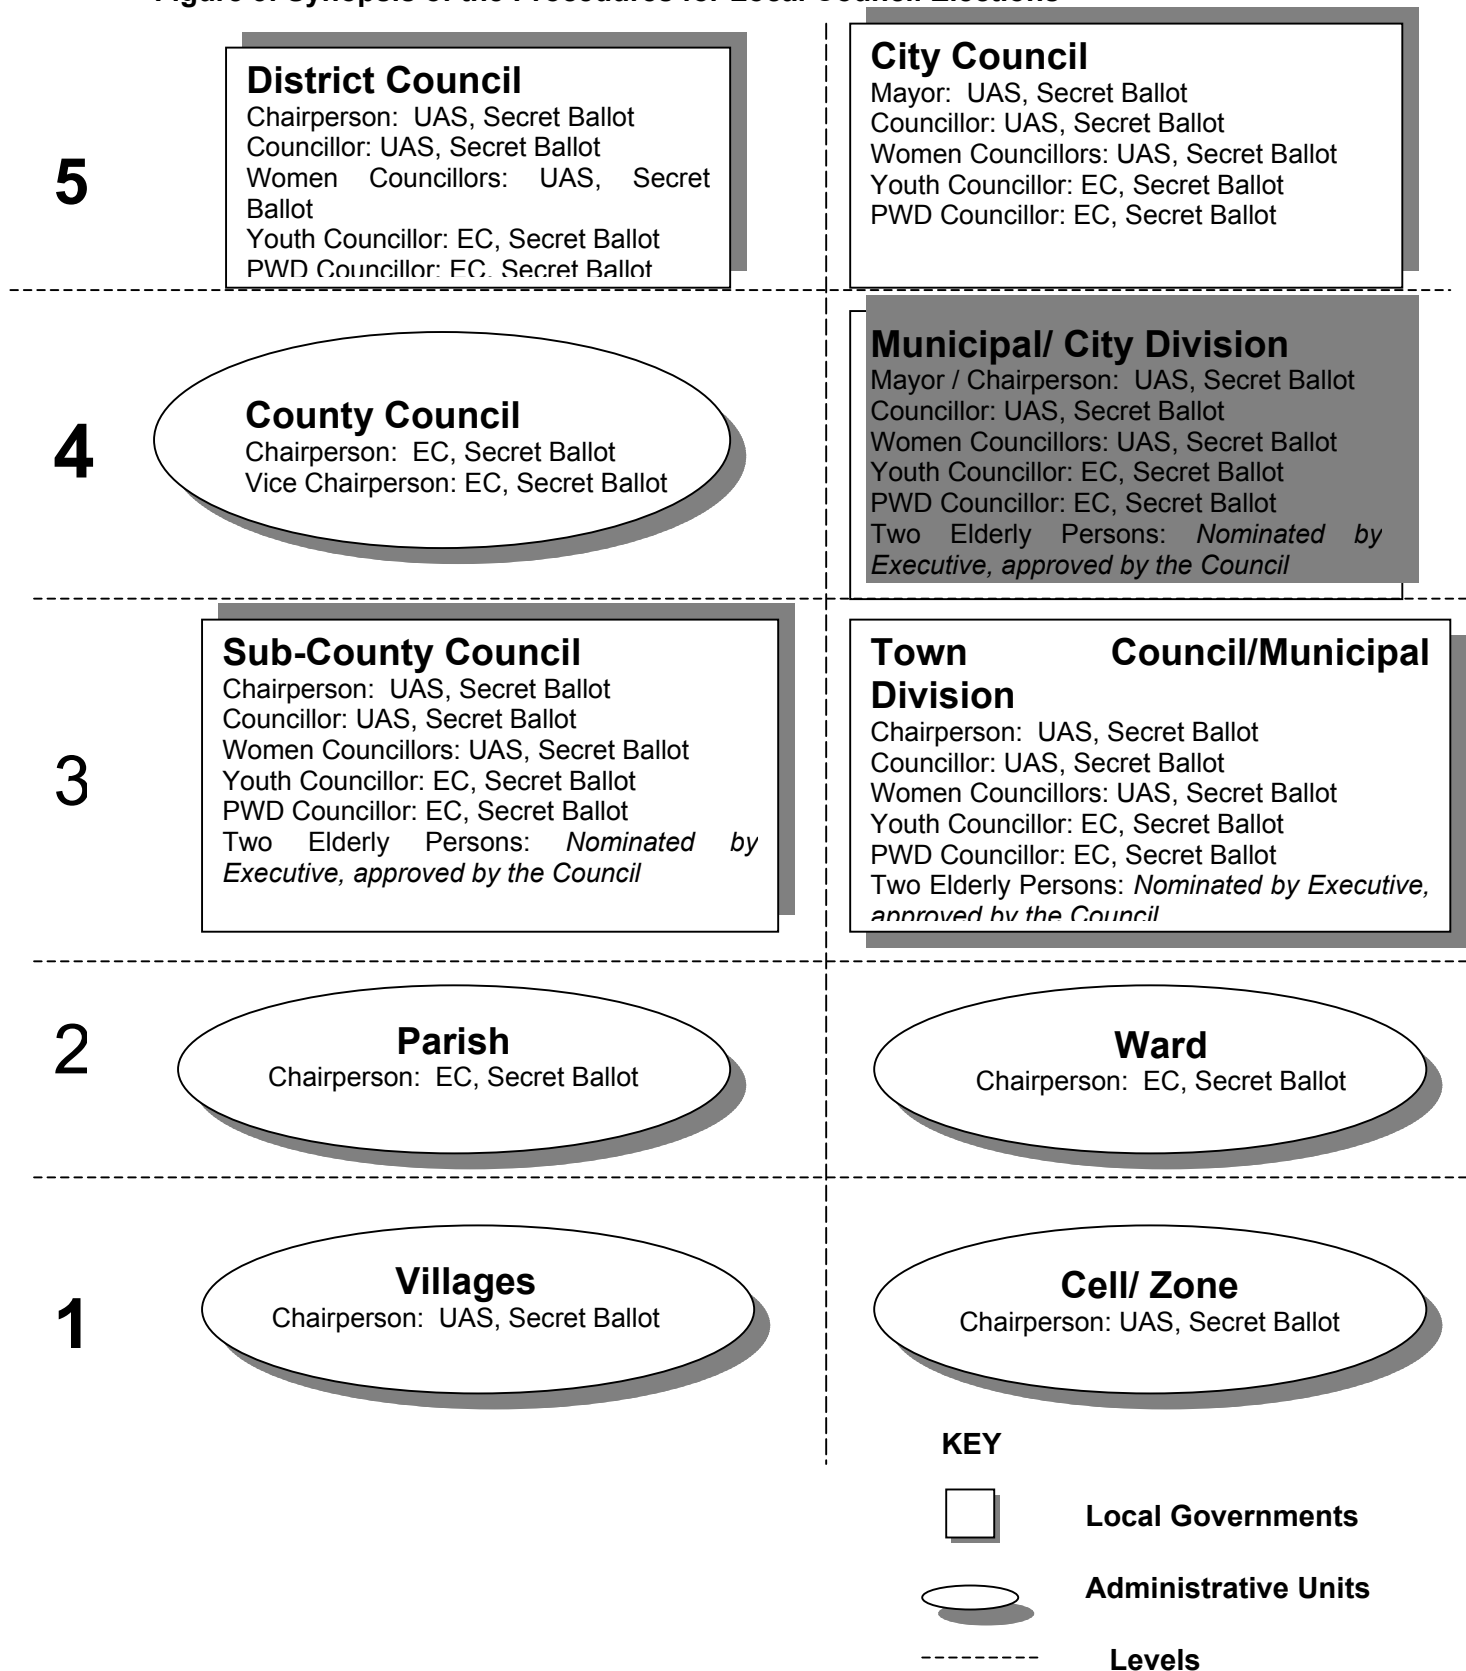 Figure 3: Synopsis of the Procedures for Local Council Elections
5
District Council
Chairperson: UAS, Secret Ballot
Councillor: UAS, Secret Ballot
Women Councillors: UAS, Secret
Ballot
Youth Councillor: EC, Secret Ballot
PWD Councillor: EC, Secret Ballot
City Council
Mayor: UAS, Secret Ballot
Councillor: UAS, Secret Ballot
Women Councillors: UAS, Secret Ballot
Youth Councillor: EC, Secret Ballot
PWD Councillor: EC, Secret Ballot
4
County Council
Chairperson: EC, Secret Ballot
Vice Chairperson: EC, Secret Ballot
Municipal/ City Division
Mayor / Chairperson: UAS, Secret Ballot
Councillor: UAS, Secret Ballot
Women Councillors: UAS, Secret Ballot
Youth Councillor: EC, Secret Ballot
PWD Councillor: EC, Secret Ballot
Two Elderly Persons: Nominated by
Executive, approved by the Council
3
Sub-County Council
Chairperson: UAS, Secret Ballot
Councillor: UAS, Secret Ballot
Women Councillors: UAS, Secret Ballot
Youth Councillor: EC, Secret Ballot
PWD Councillor: EC, Secret Ballot
Two Elderly Persons: Nominated by
Executive, approved by the Council
Town Council/Municipal
Division
Chairperson: UAS, Secret Ballot
Councillor: UAS, Secret Ballot
Women Councillors: UAS, Secret Ballot
Youth Councillor: EC, Secret Ballot
PWD Councillor: EC, Secret Ballot
Two Elderly Persons: Nominated by Executive,
approved by the Council
2
Parish
Chairperson: EC, Secret Ballot
Ward
Chairperson: EC, Secret Ballot
1
Villages
Chairperson: UAS, Secret Ballot
Cell/ Zone
Chairperson: UAS, Secret Ballot
KEY
Local Governments
Administrative Units
Levels